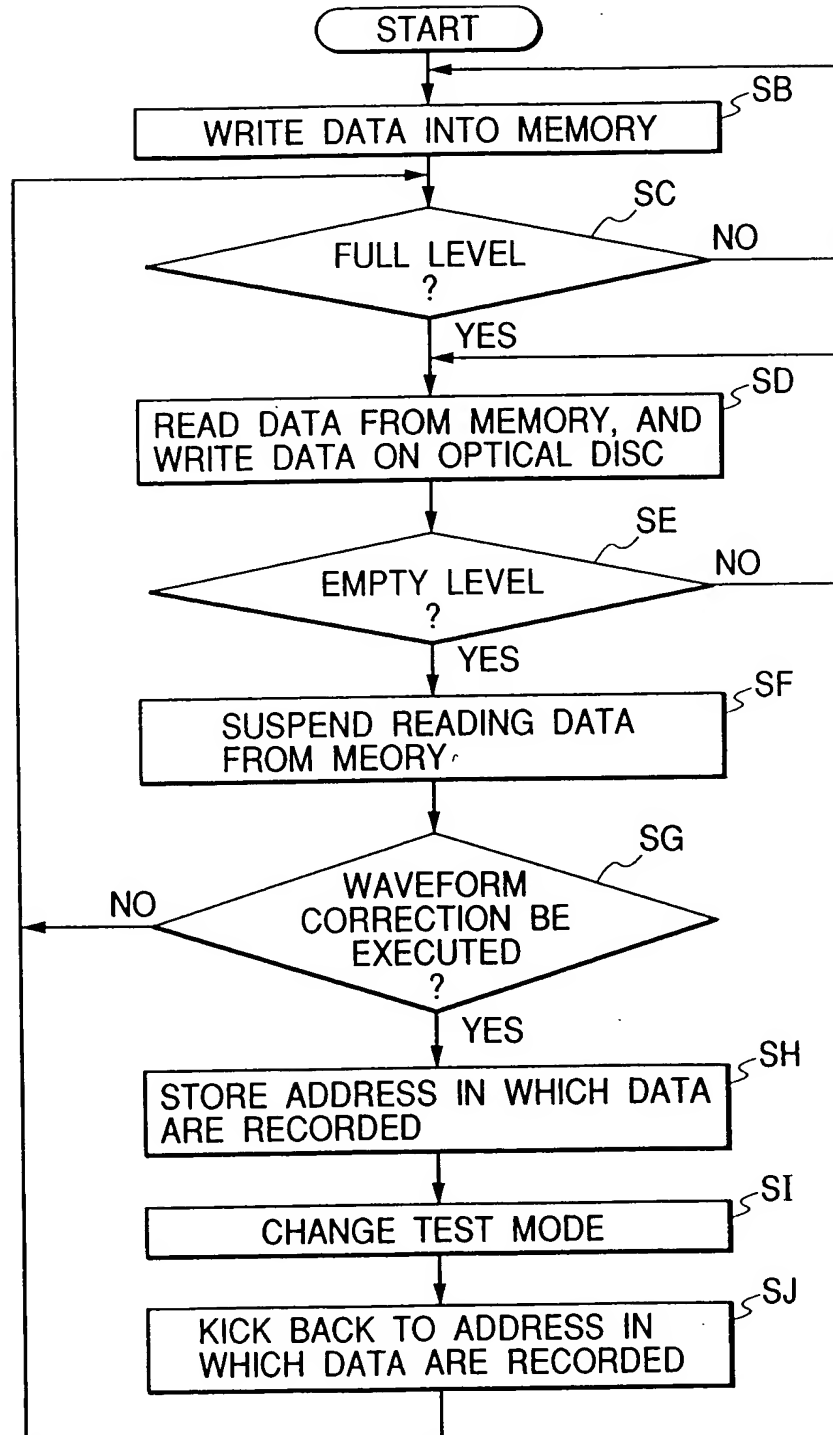 START
SB
WRITE DATA INTO MEMORY
SC
FULL LEVEL
?
NO
YES
SD
READ DATA FROM MEMORY, AND
WRITE DATA ON OPTICAL DISC
SE
EMPTY LEVEL
?
NO
YES
SF
SUSPEND READING DATA
FROM MEORY
SG
WAVEFORM
CORRECTION BE
EXECUTED
?
NO
YES
SH
STORE ADDRESS IN WHICH DATA
ARE RECORDED
SI
CHANGE TEST MODE
SJ
KICK BACK TO ADDRESS IN
WHICH DATA ARE RECORDED